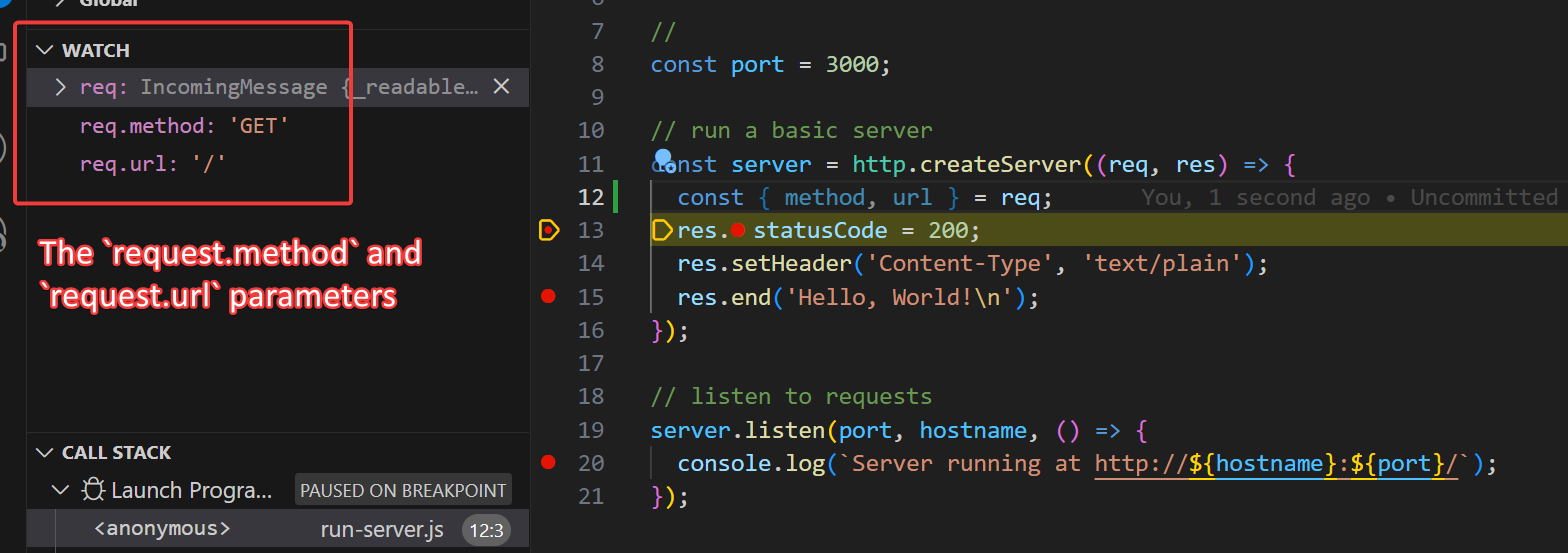 Global
WATCH
req: IncomingMessage {_readable…
req.method: 'GET'
req.url: '/'
The `request.method` and
`request.url` parameters
CALL STACK
Launch Progra… PAUSED ON BREAKPOINT
<anonymous> run-server.js 12:3
7 //
8 const port = 3000;
9
10 // run a basic server
11 const server = http.createServer((req, res) => {
12 const { method, url } = req; You, 1 second ago • Uncommitted
13 res.statusCode = 200;
14 res.setHeader('Content-Type', 'text/plain');
15 res.end('Hello, World!\n');
16 });
17
18 // listen to requests
19 server.listen(port, hostname, () => {
20 console.log(`Server running at http://${hostname}:${port}/`);
21 });